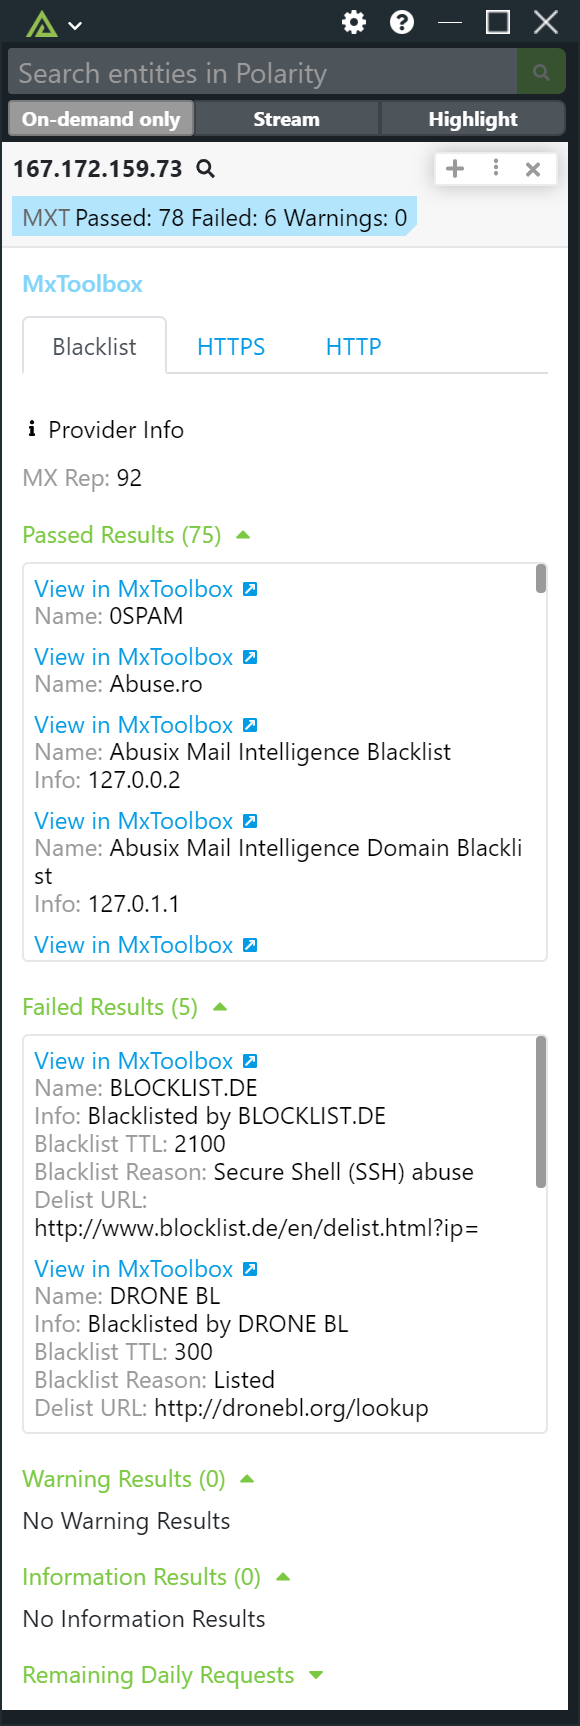 Search entities in Polarity
On-demand only
Stream
Highlight
167.172.159.73
MXT Passed: 78 Failed: 6 Warnings: 0
MxToolbox
Blacklist
HTTPS
HTTP
Provider Info
MX Rep: 92
Passed Results (75)
View in MxToolbox
Name: 0SPAM
View in MxToolbox
Name: Abuse.ro
View in MxToolbox
Name: Abusix Mail Intelligence Blacklist
Info: 127.0.0.2
View in MxToolbox
Name: Abusix Mail Intelligence Domain Blackli
st
Info: 127.0.1.1
View in MxToolbox
Failed Results (5)
View in MxToolbox
Name: BLOCKLIST.DE
Info: Blacklisted by BLOCKLIST.DE
Blacklist TTL: 2100
Blacklist Reason: Secure Shell (SSH) abuse
Delist URL:
http://www.blocklist.de/en/delist.html?ip=
View in MxToolbox
Name: DRONE BL
Info: Blacklisted by DRONE BL
Blacklist TTL: 300
Blacklist Reason: Listed
Delist URL: http://dronebl.org/lookup
Warning Results (0)
No Warning Results
Information Results (0)
No Information Results
Remaining Daily Requests